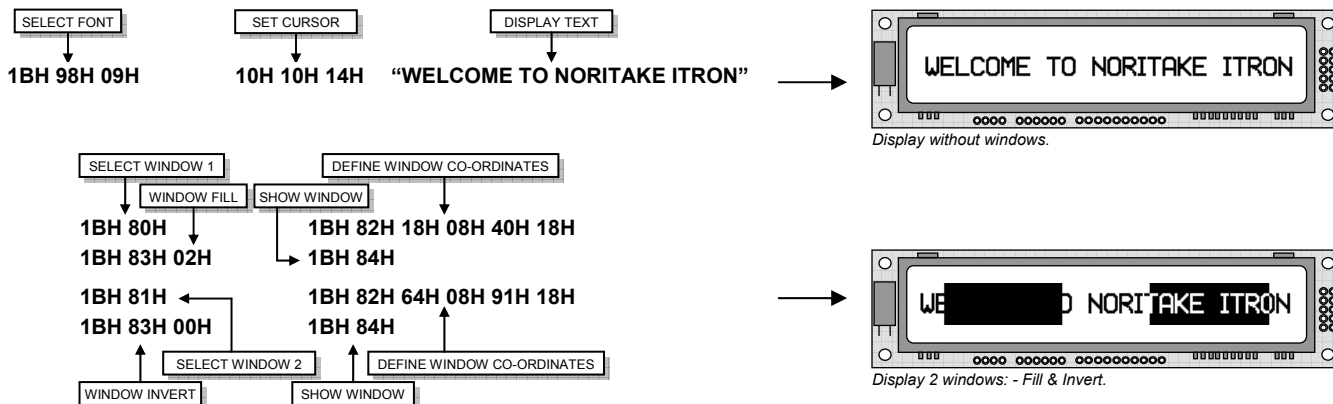 SELECT FONT
SET CURSOR
DISPLAY TEXT
1BH 98H 09H
10H 10H 14H
“WELCOME TO NORITAKE ITRON”
WELCOME TO NORITAKE ITRON
Display without windows.
SELECT WINDOW 1
DEFINE WINDOW CO-ORDINATES
WINDOW FILL
SHOW WINDOW
1BH 80H
1BH 82H 18H 08H 40H 18H
1BH 83H 02H
1BH 84H
1BH 81H
1BH 82H 64H 08H 91H 18H
1BH 83H 00H
1BH 84H
SELECT WINDOW 2
DEFINE WINDOW CO-ORDINATES
WINDOW INVERT
SHOW WINDOW
WE O NORITAKE ITRON
Display 2 windows: - Fill & Invert.